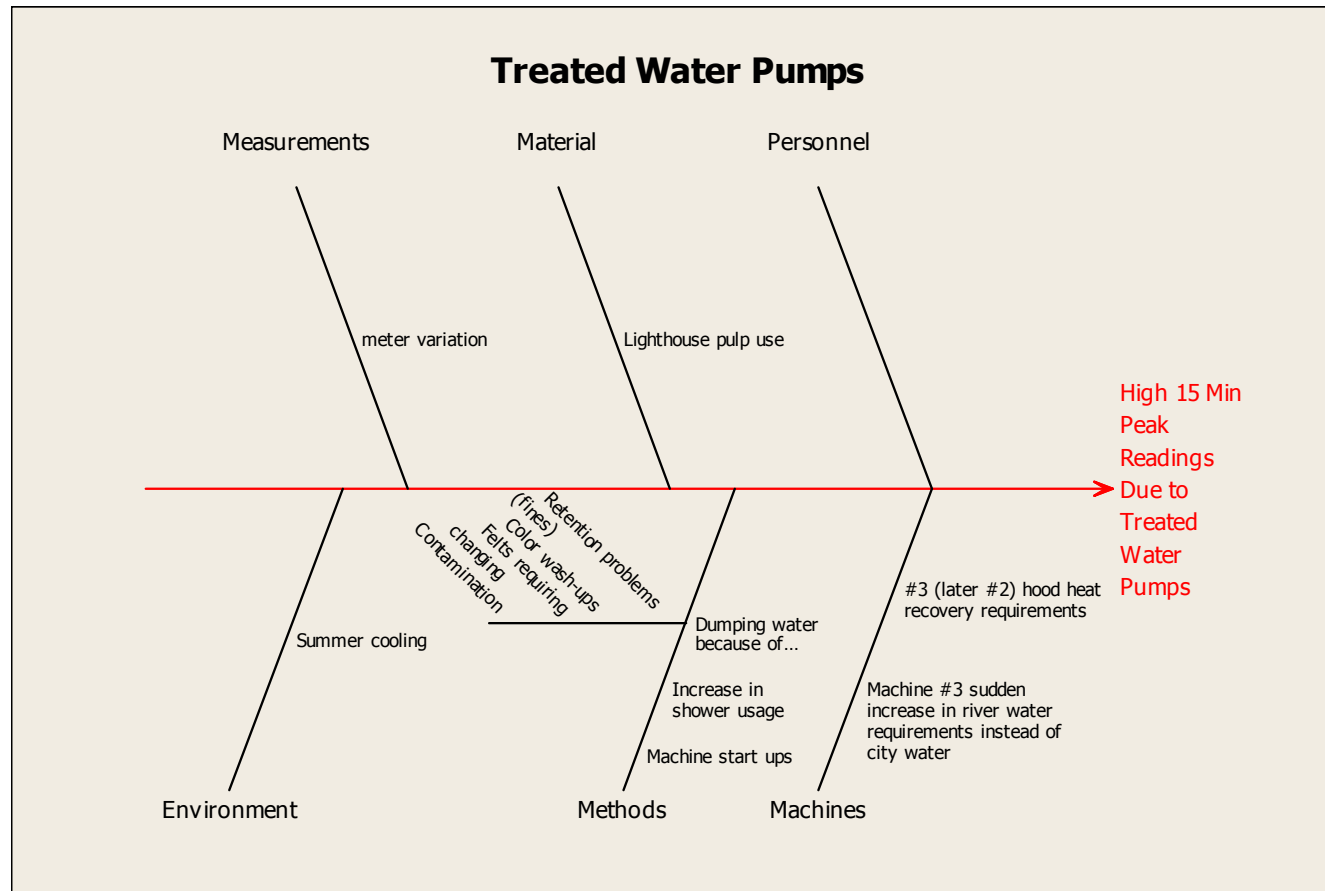 Treated Water Pumps
Measurements
Material
Personnel
meter variation
Lighthouse pulp use
High 15 Min
Peak
Readings
Due to
Treated
Water
Pumps
Retention problems
(fines)
Color wash-ups
Felts requiring
changing
Contamination
#3 (later #2) hood heat
recovery requirements
Summer cooling
Dumping water
because of...
Increase in
shower usage
Machine #3 sudden
increase in river water
requirements instead of
city water
Machine start ups
Environment
Methods
Machines